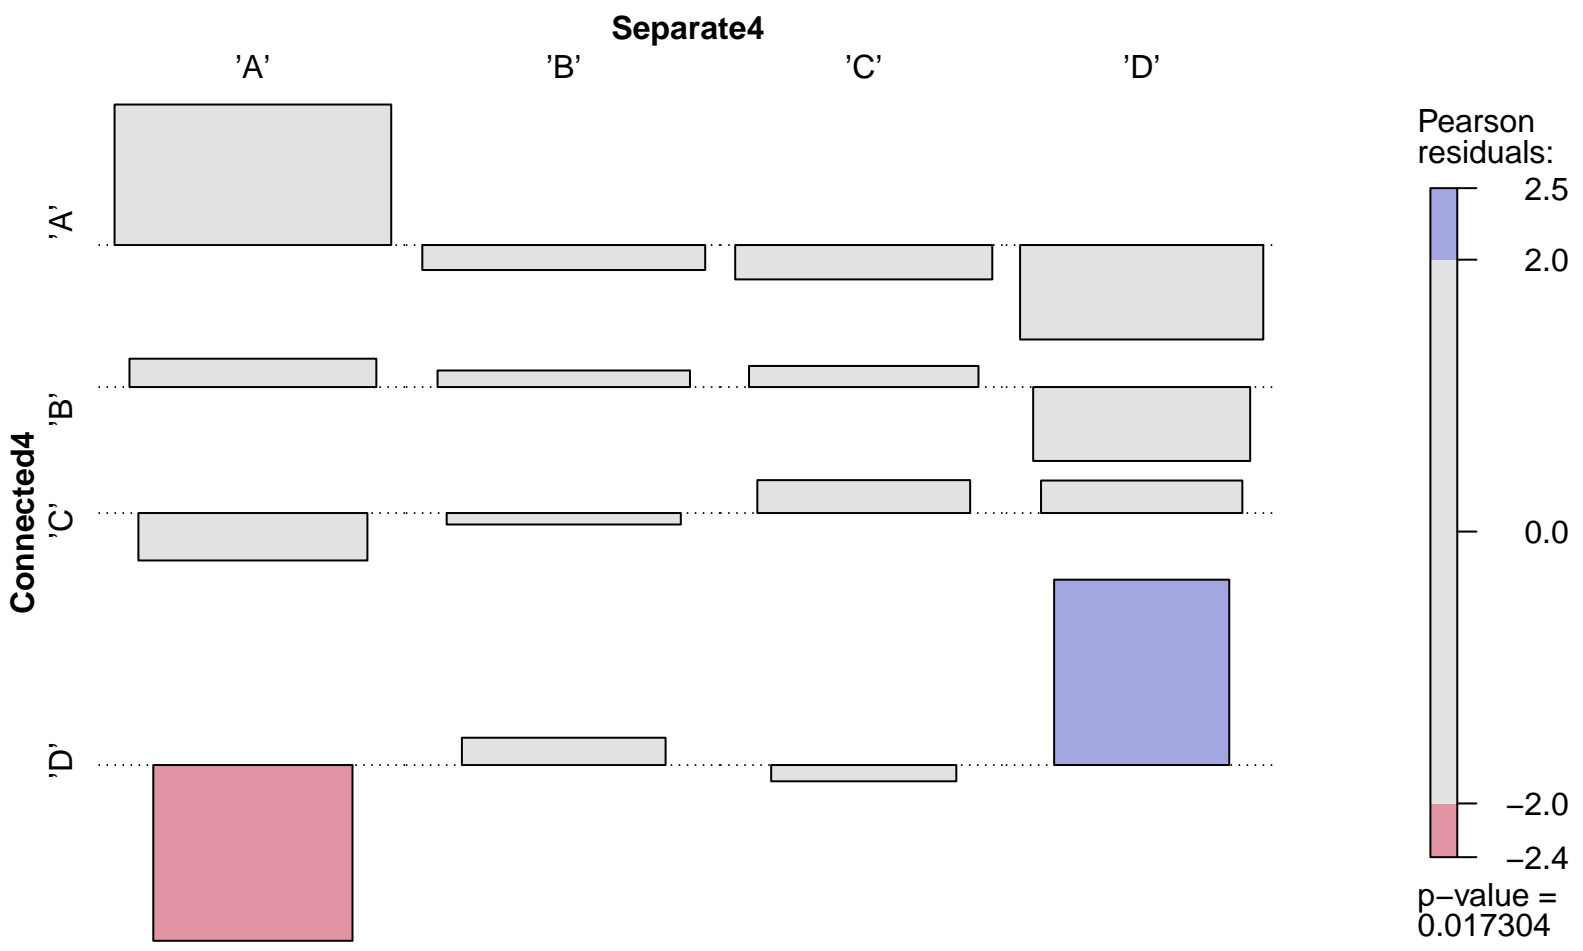 Separate4
’A’ ’B’ ’C’ ’D’
Connected4
’A’
’B’
’C’
’D’
Pearson
residuals:
2.5
2.0
0.0
−2.0
−2.4
p−value =
0.017304